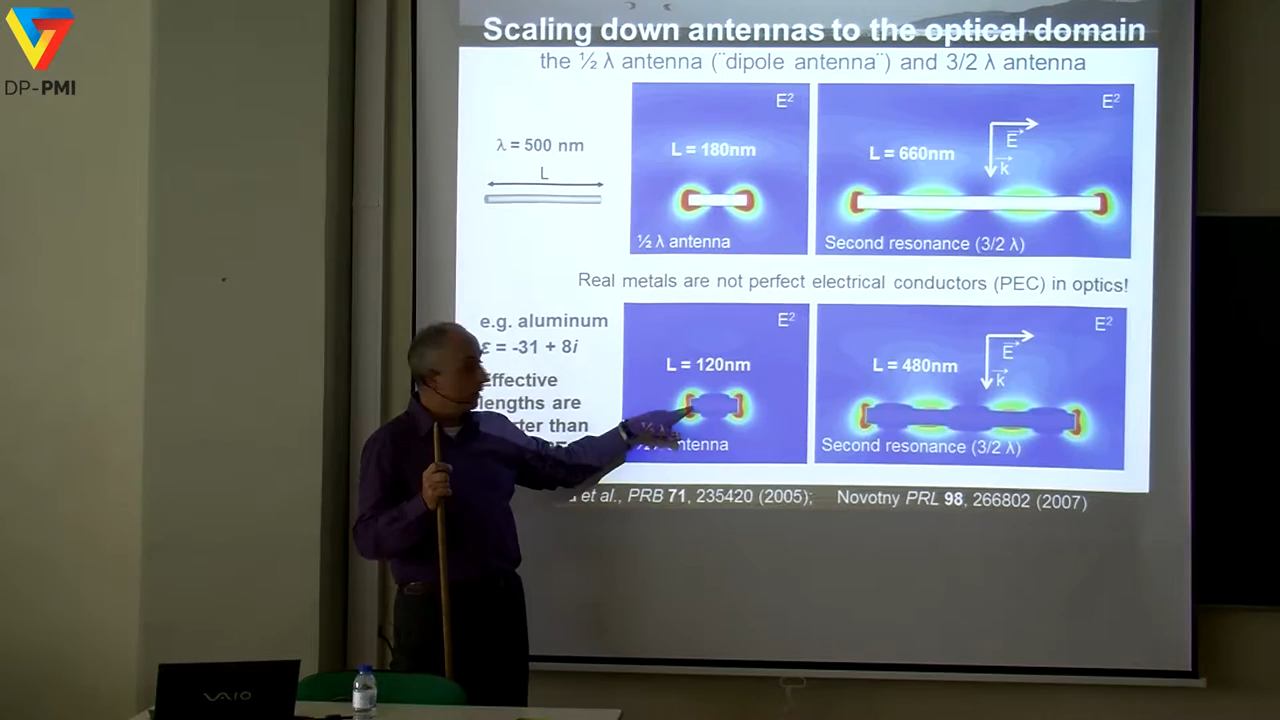 DP-PMI
Scaling down antennas to the optical domain
the ½ λ antenna (¨dipole antenna¨) and 3/2 λ antenna
λ = 500 nm
L
E²
L = 180nm
½ λ antenna
E²
L = 660nm
E
k
Second resonance (3/2 λ)
Real metals are not perfect electrical conductors (PEC) in optics!
e.g. aluminum
ε = -31 + 8i
Effective
lengths are
than
E²
L = 120nm
antenna
E²
L = 480nm
E
k
Second resonance (3/2 λ)
et al., PRB 71, 235420 (2005); Novotny PRL 98, 266802 (2007)
VAIO